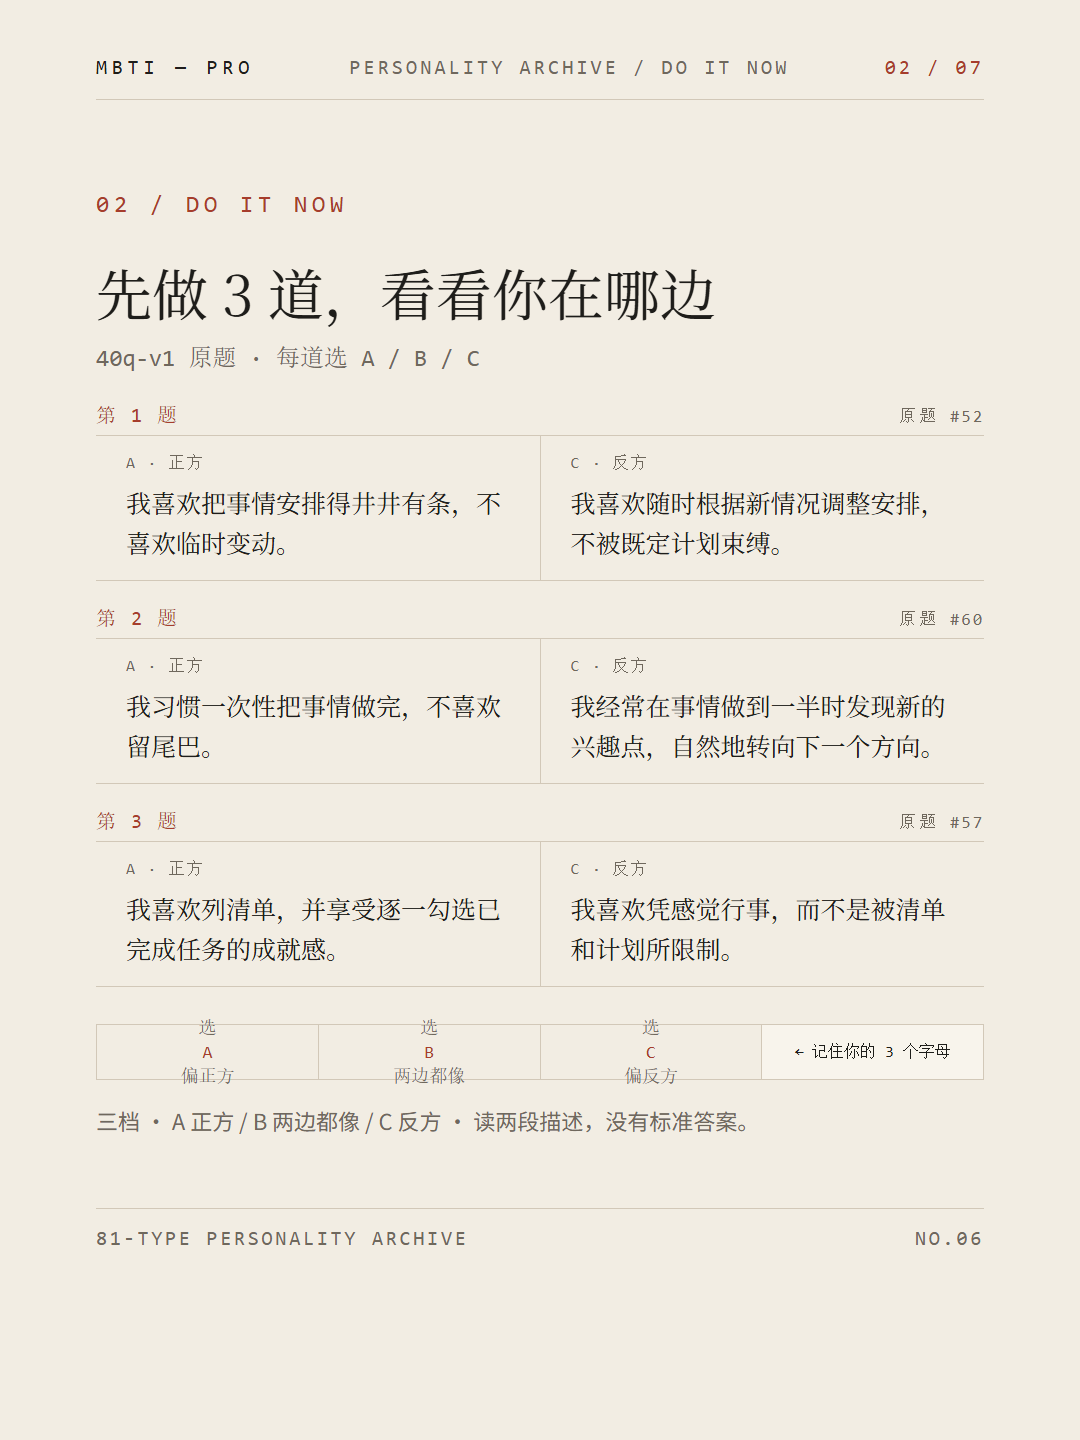 MBTI — PRO
PERSONALITY ARCHIVE / DO IT NOW
02 / 07
02 / DO IT NOW
先做 3 道，看看你在哪边
40q-v1 原题 · 每道选 A / B / C
第 1 题
原题 #52
A · 正方
我喜欢把事情安排得井井有条，不
喜欢临时变动。
C · 反方
我喜欢随时根据新情况调整安排，
不被既定计划束缚。
第 2 题
原题 #60
A · 正方
我习惯一次性把事情做完，不喜欢
留尾巴。
C · 反方
我经常在事情做到一半时发现新的
兴趣点，自然地转向下一个方向。
第 3 题
原题 #57
A · 正方
我喜欢列清单，并享受逐一勾选已
完成任务的成就感。
C · 反方
我喜欢凭感觉行事，而不是被清单
和计划所限制。
选
A
偏正方
选
B
两边都像
选
C
偏反方
← 记住你的 3 个字母
三档 · A 正方 / B 两边都像 / C 反方 · 读两段描述，没有标准答案。
81-TYPE PERSONALITY ARCHIVE
NO.06